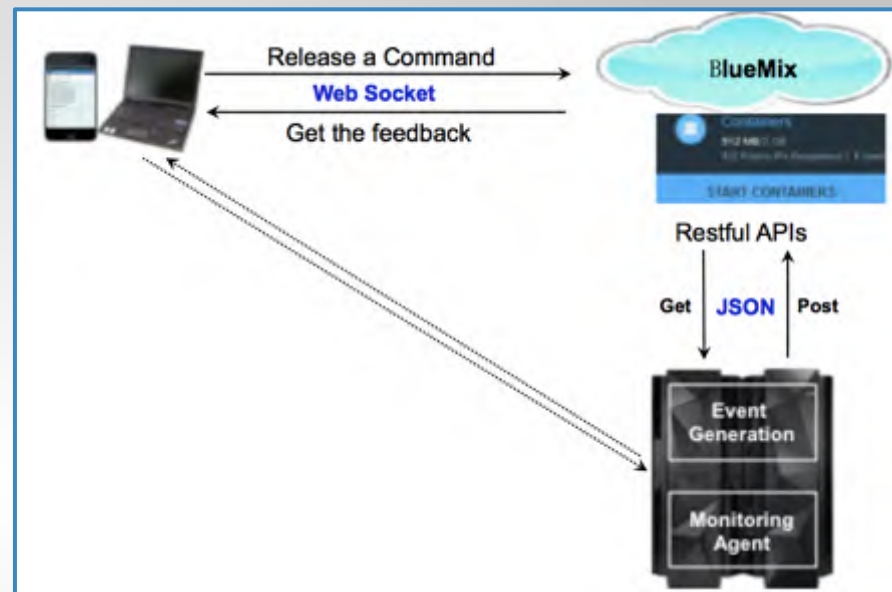 Release a Command
Web Socket
Get the feedback
BlueMix
Containers
START CONTAINERS
Restful APIs
Get
JSON
Post
Event
Generation
Monitoring
Agent